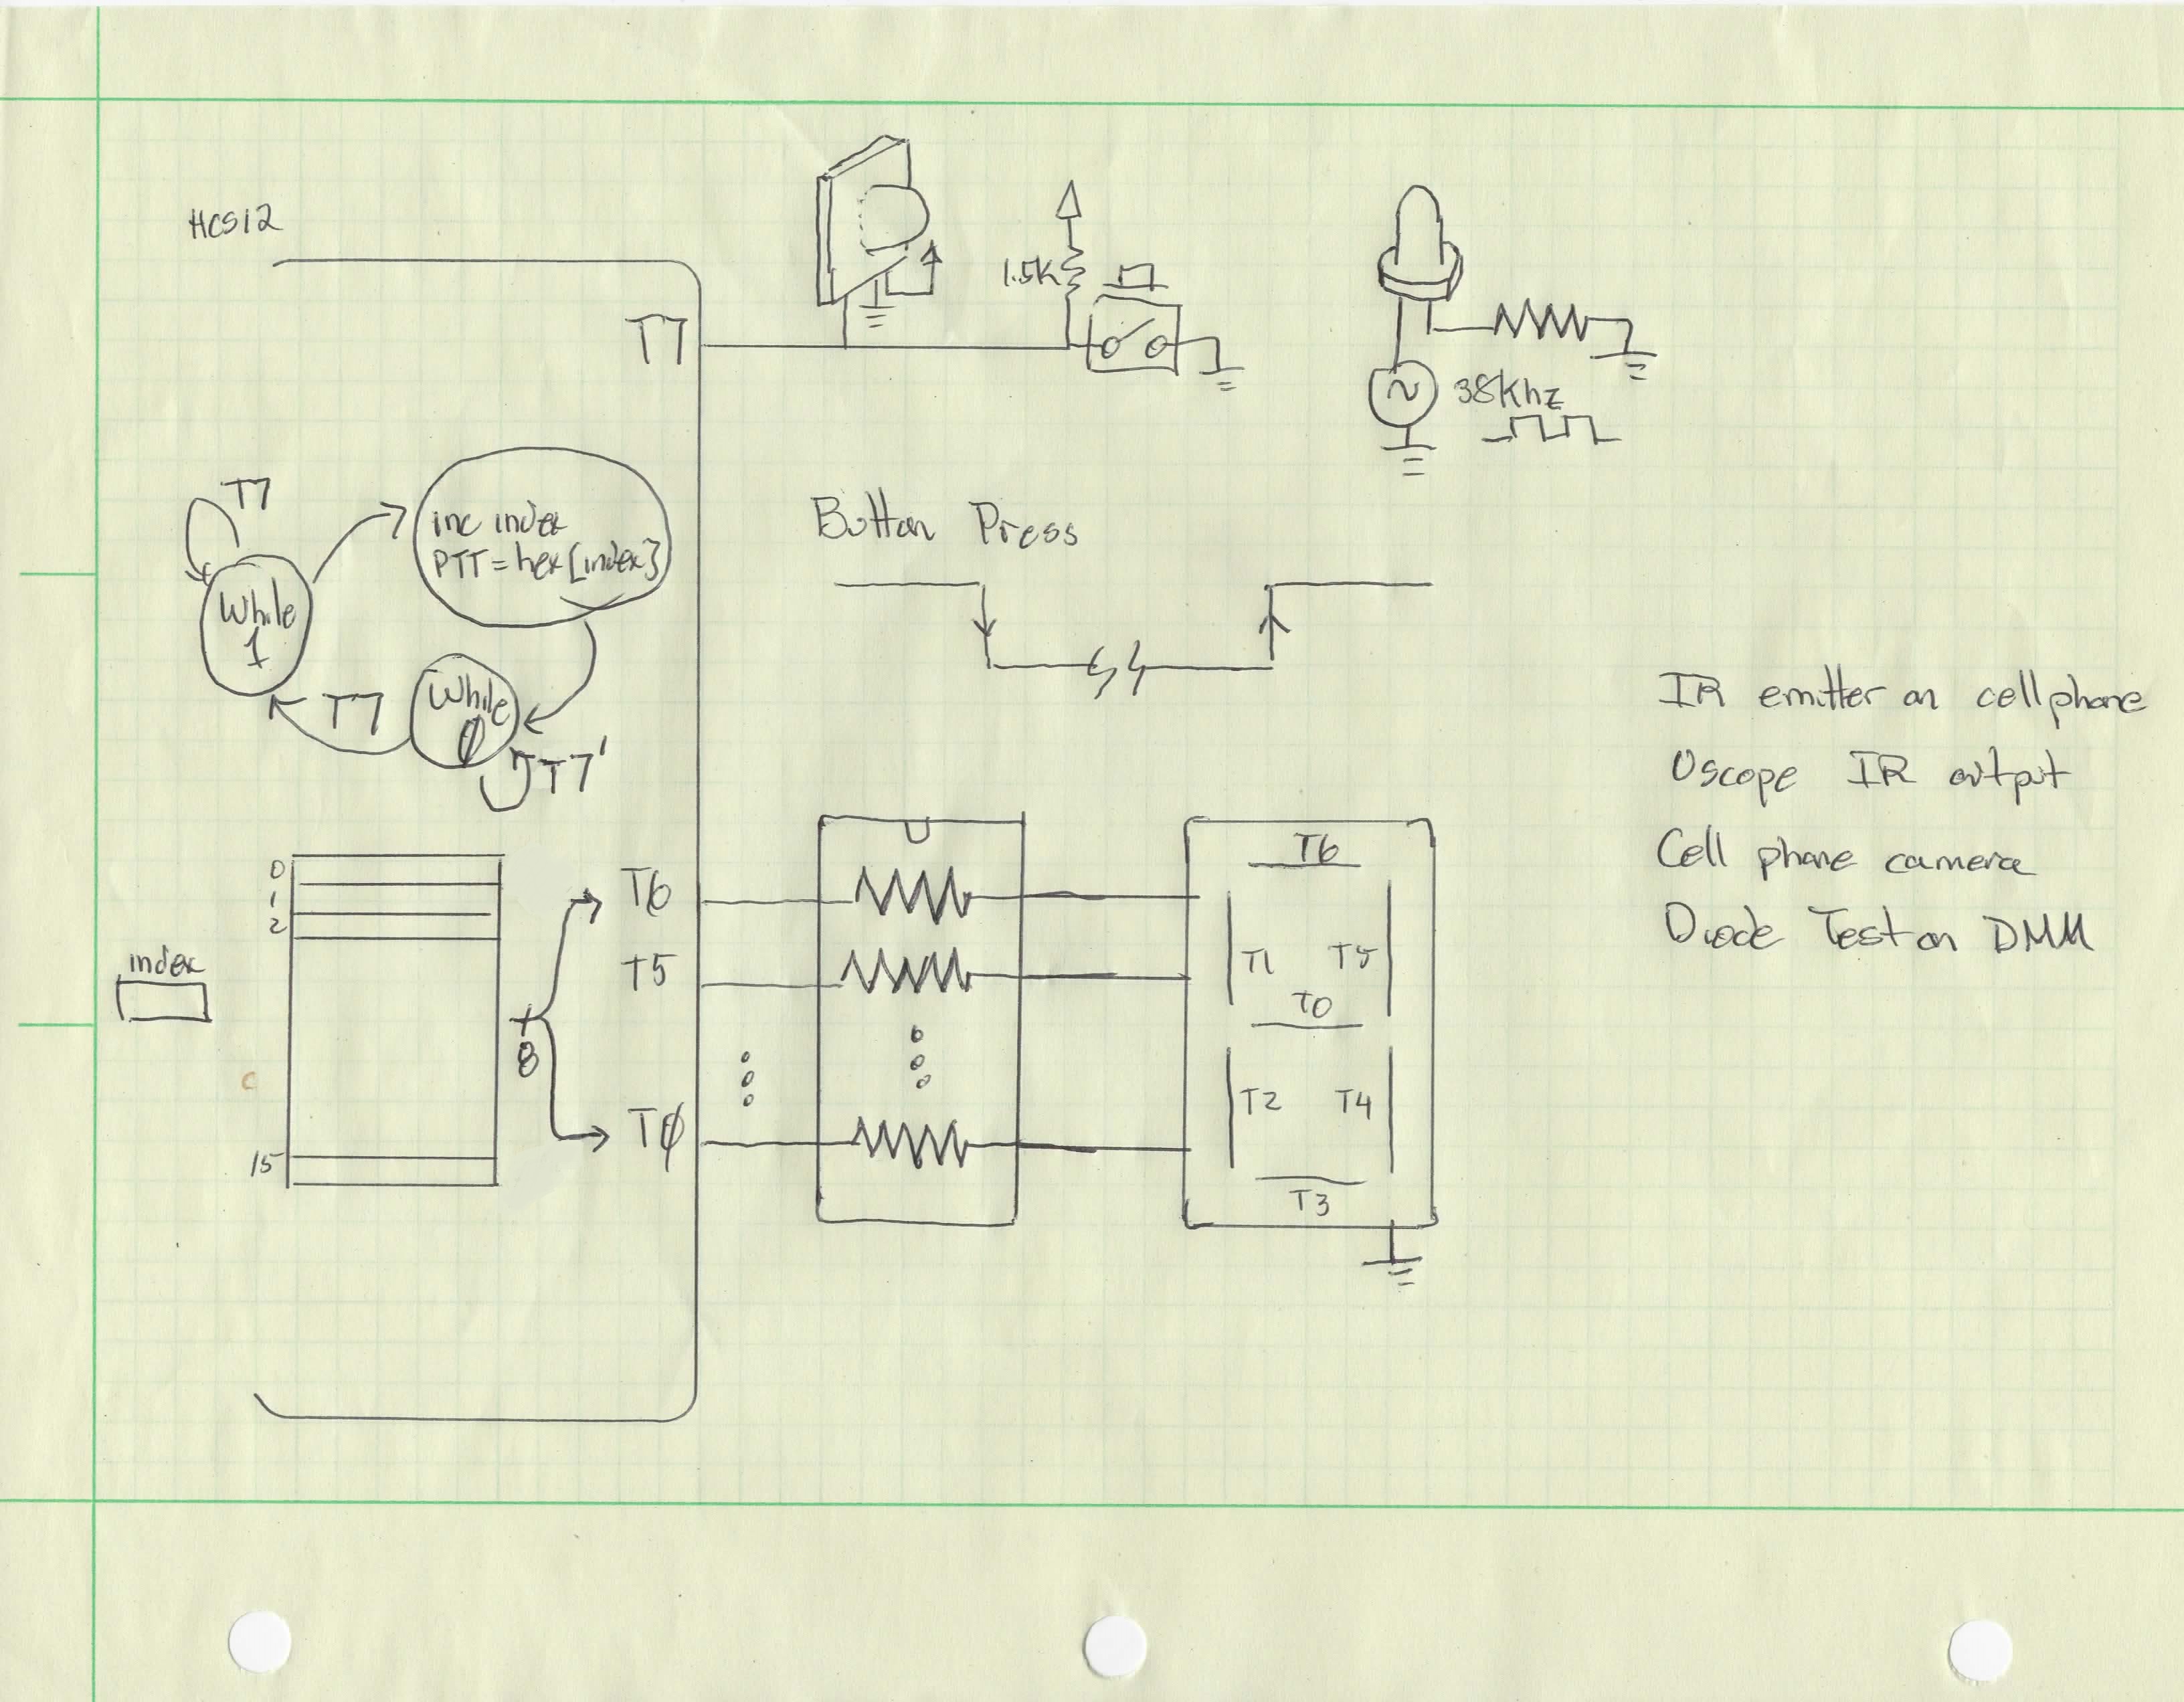 HCS12
T7
1.5K
38Khz
T7
inc index
PTT = hex[index]
While
1
T7
While
0
T7'
Button Press
IR emitter on cellphone
Oscope IR output
Cell phone camera
Diode Test on DMM
0
1
2
15
index
8
T6
T5
T0
T6
T1 T5
T0
T2 T4
T3